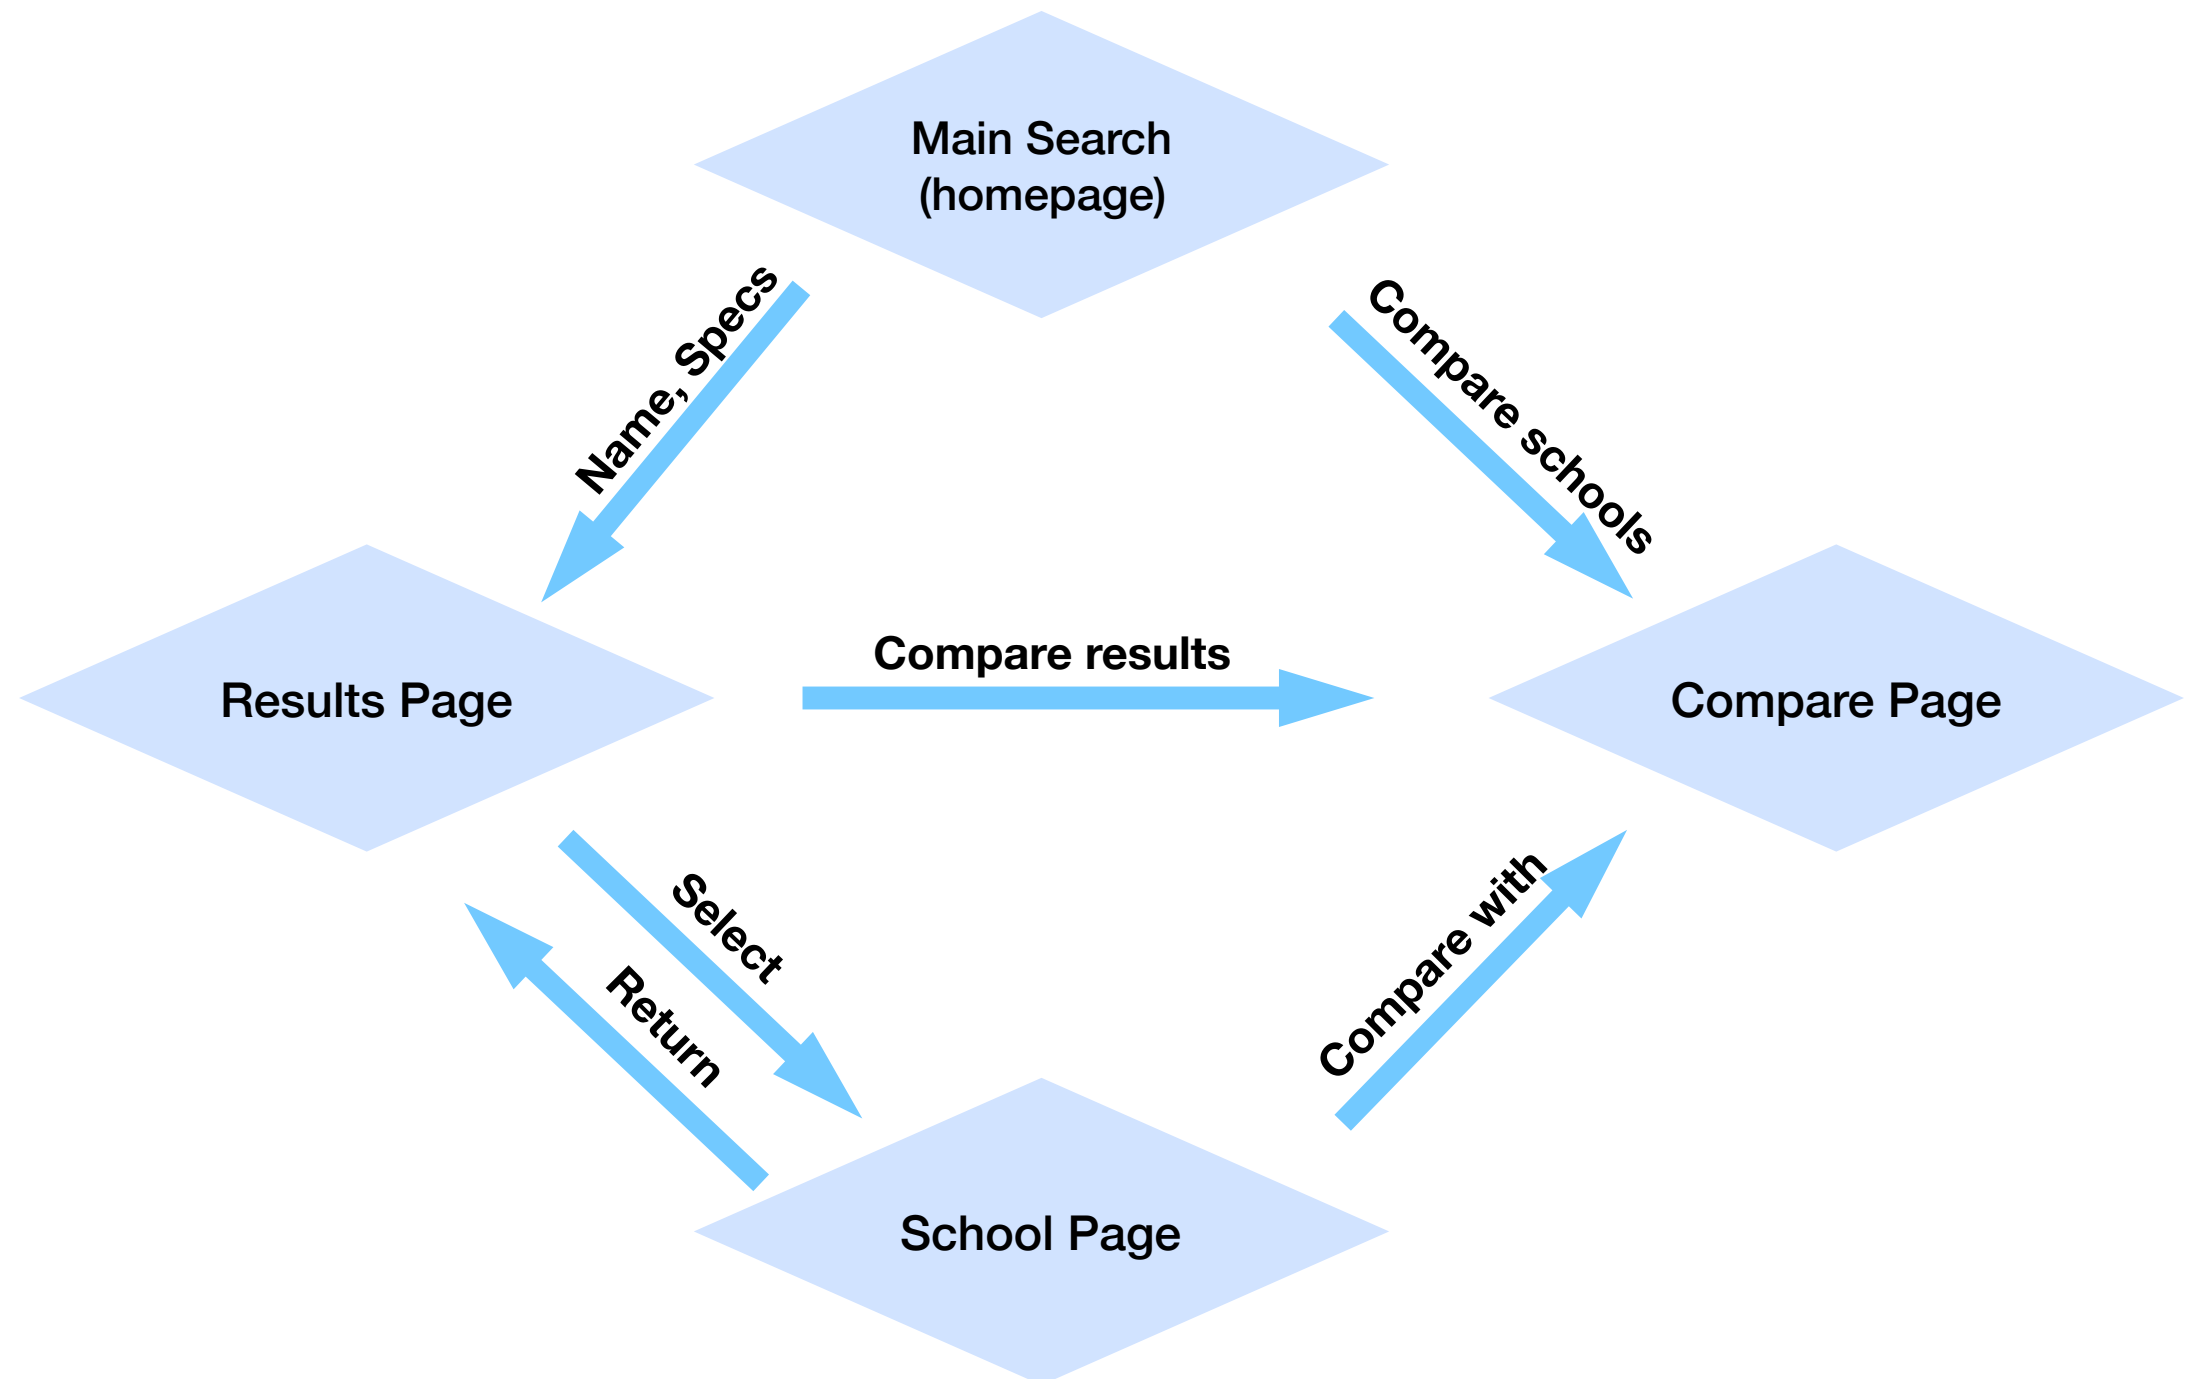 Main Search
(homepage)
Name, Specs
Compare schools
Compare results
Results Page
Compare Page
Select
Return
Compare with
School Page